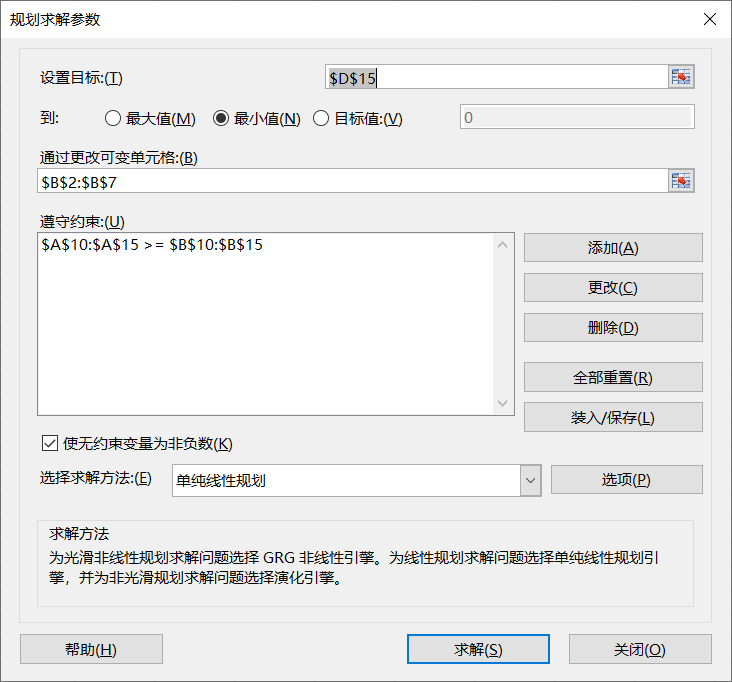 规划求解参数
设置目标:(T)
$D$15
到:
最大值(M)
最小值(N)
目标值:(V)
0
通过更改可变单元格:(B)
$B$2:$B$7
遵守约束:(U)
$A$10:$A$15 >= $B$10:$B$15
添加(A)
更改(C)
删除(D)
全部重置(R)
装入/保存(L)
使无约束变量为非负数(K)
选择求解方法:(E)
单纯线性规划
选项(P)
求解方法
为光滑非线性规划求解问题选择 GRG 非线性引擎。为线性规划求解问题选择单纯线性规划引
擎，并为非光滑规划求解问题选择演化引擎。
帮助(H)
求解(S)
关闭(O)